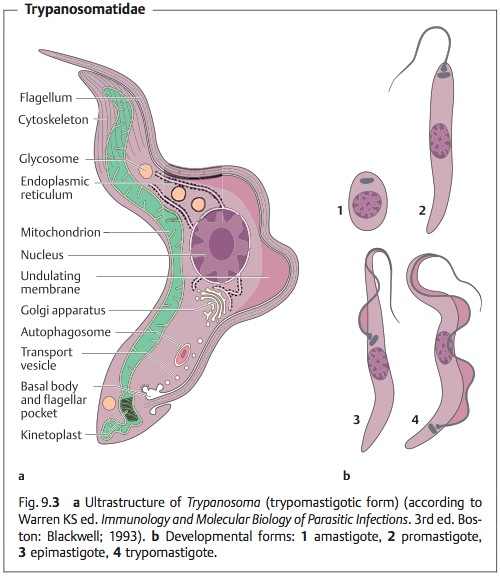 Trypanosomatidae
Flagellum
Cytoskeleton
Glycosome
Endoplasmic
reticulum
Mitochondrion
Nucleus
Undulating
membrane
Golgi apparatus
Autophagosome
Transport
vesicle
Basal body
and flagellar
pocket
Kinetoplast
1
2
3
4
a
b
Fig. 9.3 a Ultrastructure of Trypanosoma (trypomastigotic form) (according to
Warren KS ed. Immunology and Molecular Biology of Parasitic Infections. 3rd ed. Bos-
ton: Blackwell; 1993). b Developmental forms: 1 amastigote, 2 promastigote,
3 epimastigote, 4 trypomastigote.